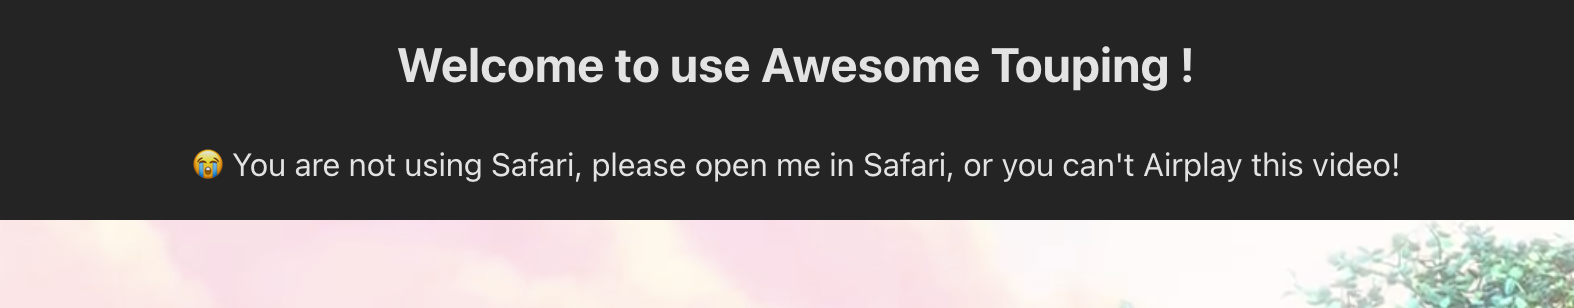 Welcome to use Awesome Touping !
😭 You are not using Safari, please open me in Safari, or you can't Airplay this video!